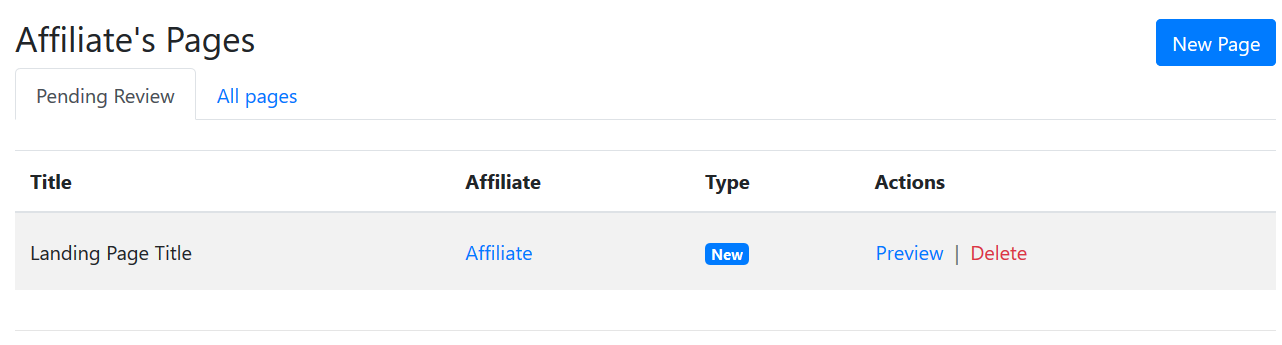 Affiliate's Pages
New Page
Pending Review
All pages
Title Affiliate Type Actions
Landing Page Title Affiliate New Preview | Delete